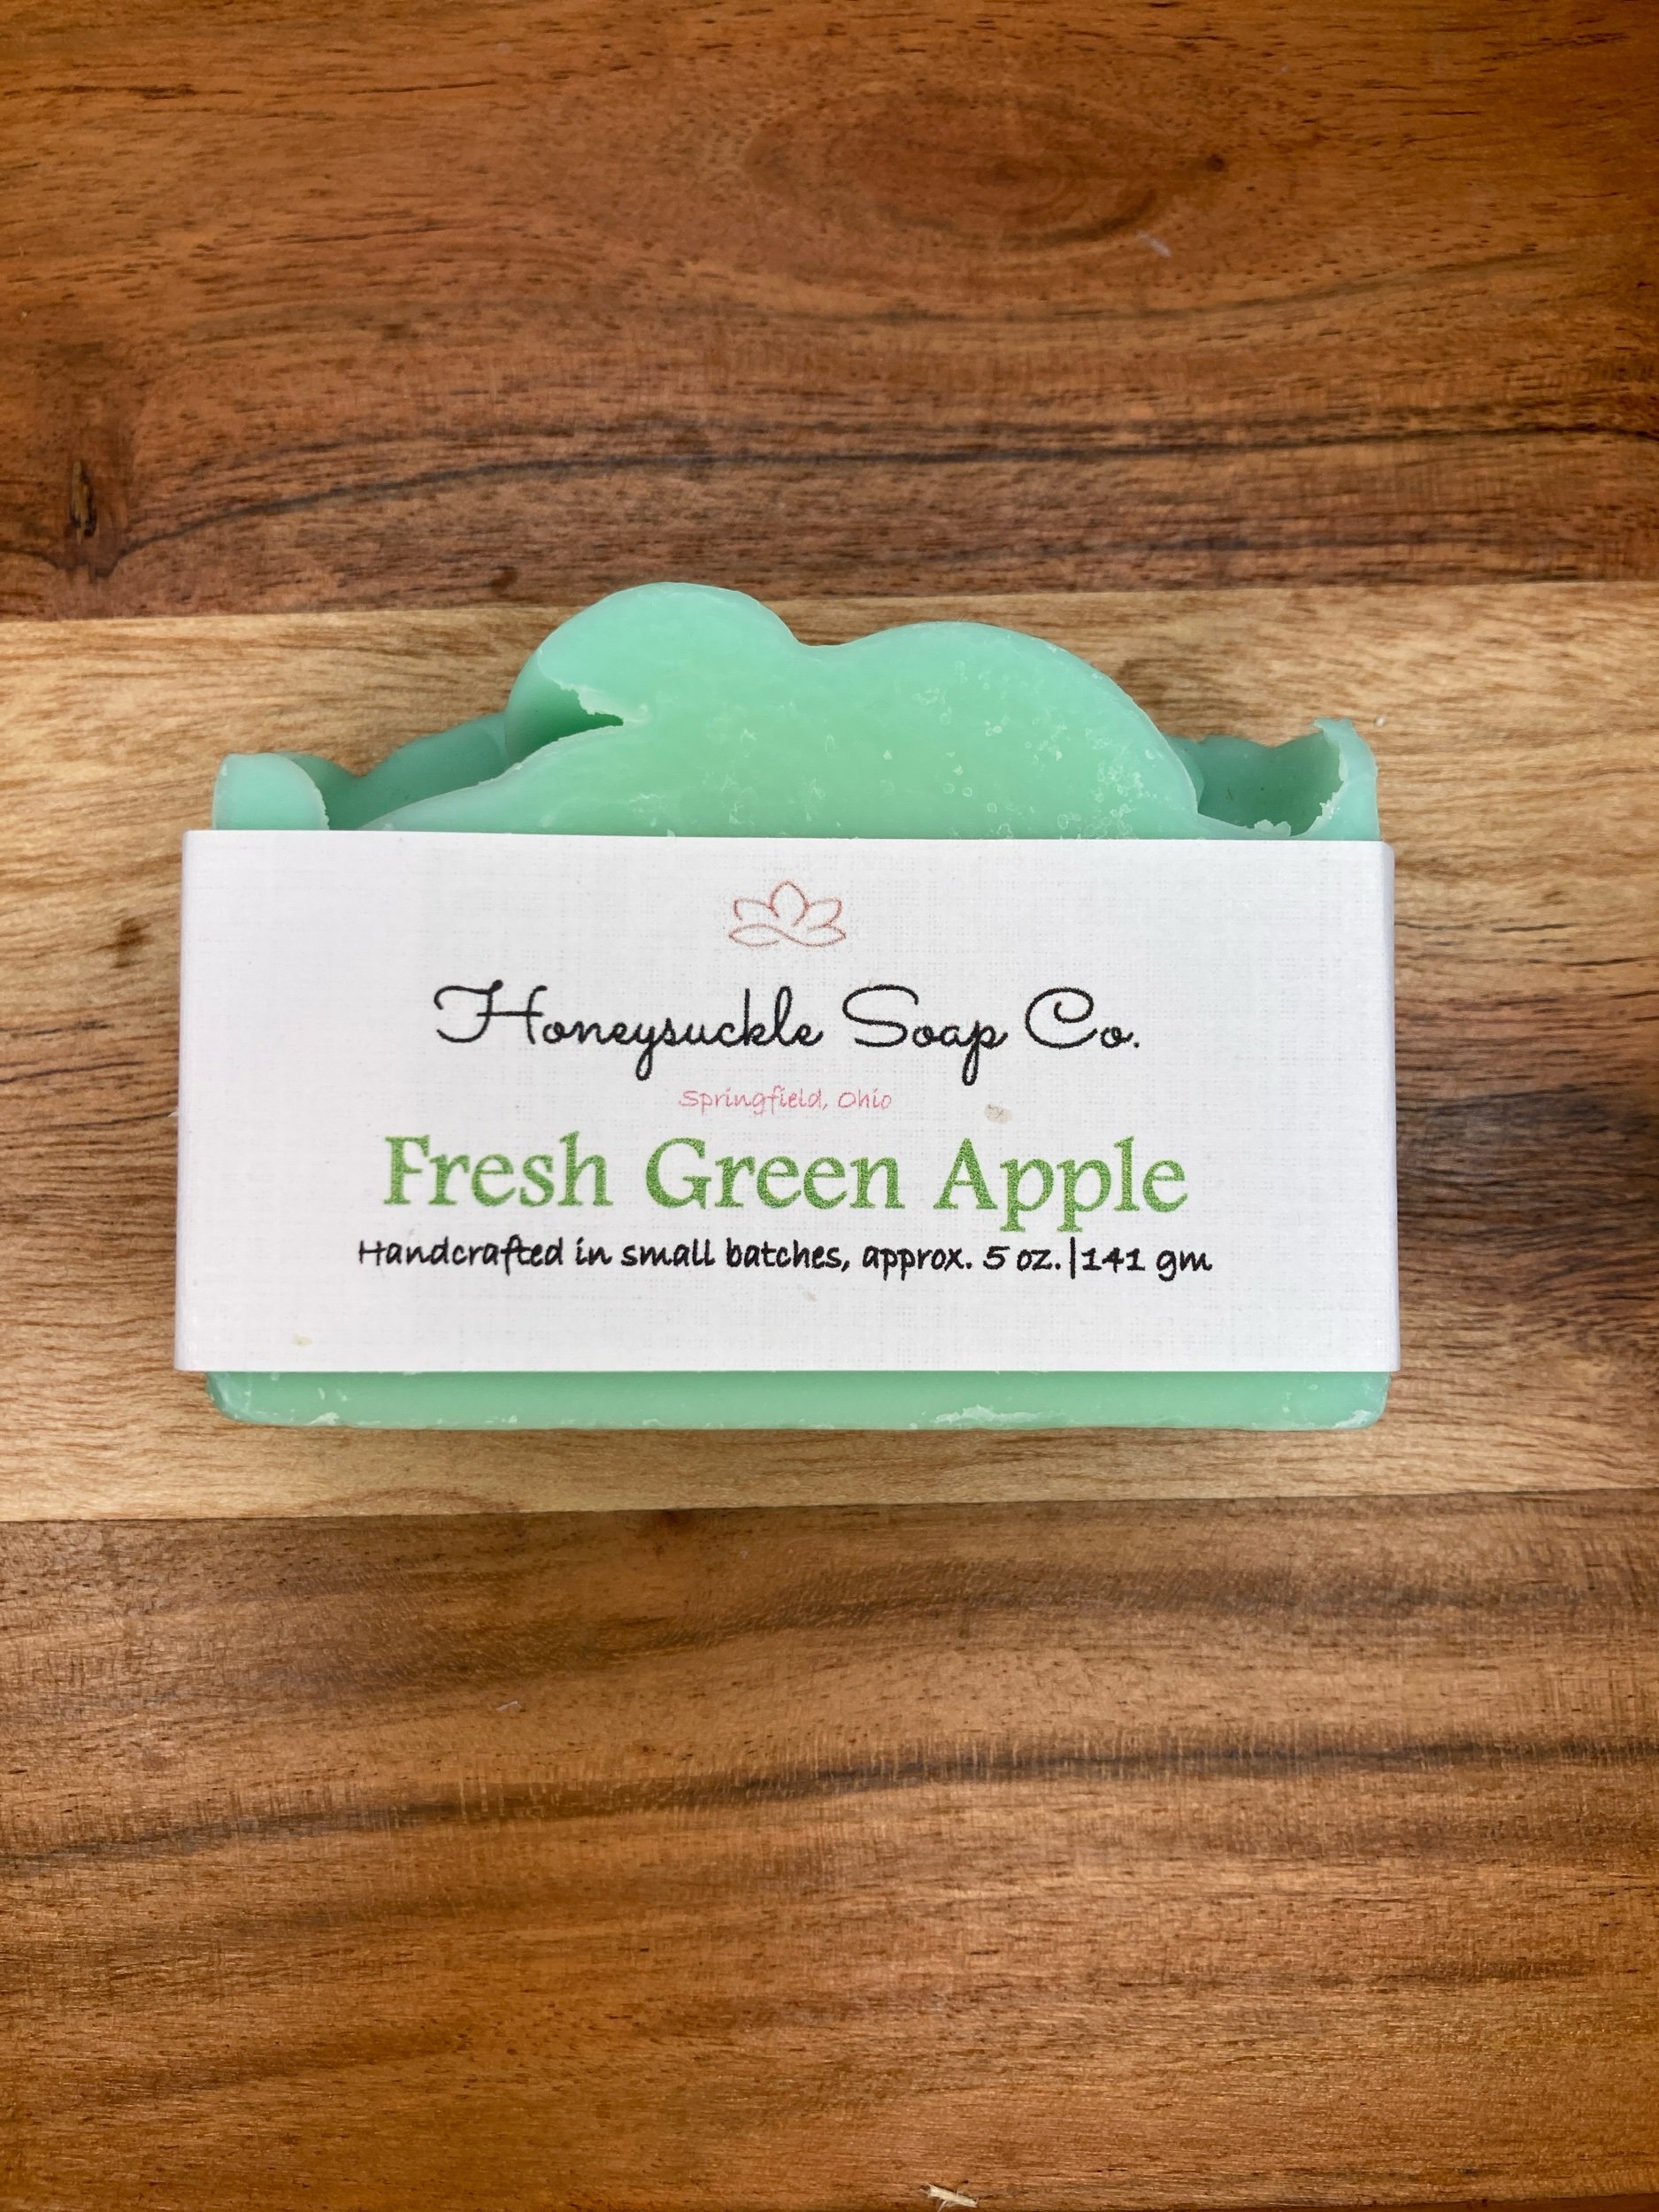 Honeysuckle Soap Co.
Springfield, Ohio
Fresh Green Apple
Handcrafted in small batches, approx. 5 oz.|141 gm